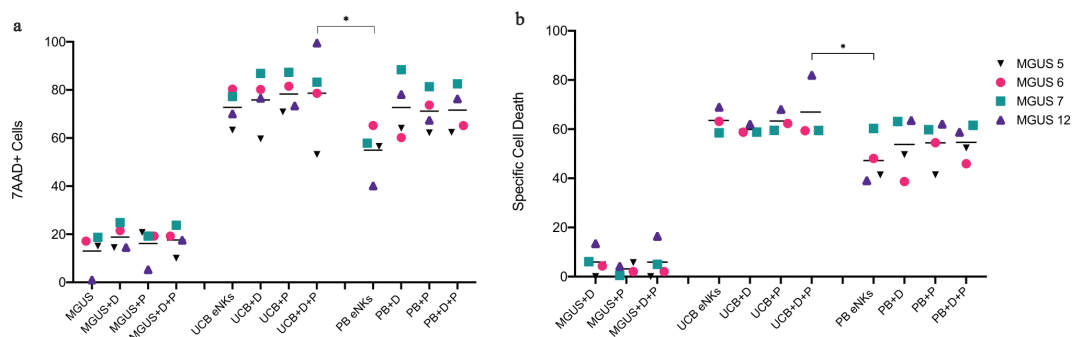 a
*
7AAD+ Cells
100
80
60
40
20
0
MGUS
MGUS+D
MGUS+P
MGUS+D+P
UCB eNKs
UCB+D
UCB+P
UCB+D+P
PB eNKs
PB+D
PB+P
PB+D+P
b
*
Specific Cell Death
100
80
60
40
20
0
MGUS+D
MGUS+P
MGUS+D+P
UCB eNKs
UCB+D
UCB+P
UCB+D+P
PB eNKs
PB+D
PB+P
PB+D+P
MGUS 5
MGUS 6
MGUS 7
MGUS 12